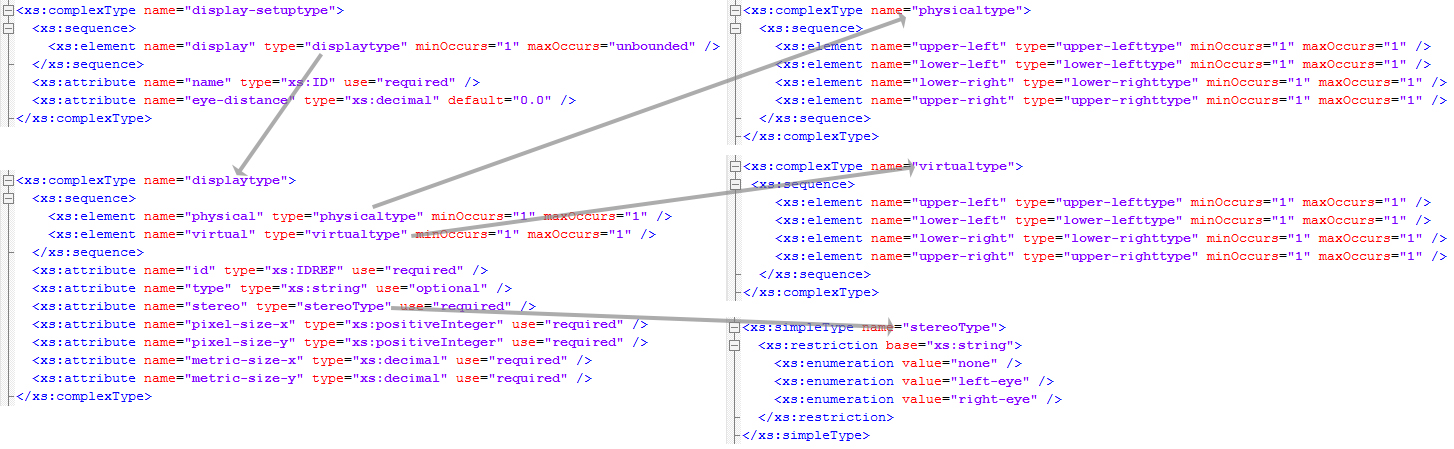 <xs:complexType name="display-setuptype">
<xs:sequence>
<xs:element name="display" type="displaytype" minOccurs="1" maxOccurs="unbounded" />
</xs:sequence>
<xs:attribute name="name" type="xs:ID" use="required" />
<xs:attribute name="eye-distance" type="xs:decimal" default="0.0" />
</xs:complexType>
<xs:complexType name="displaytype">
<xs:sequence>
<xs:element name="physical" type="physicaltype" minOccurs="1" maxOccurs="1" />
<xs:element name="virtual" type="virtualtype" minOccurs="1" maxOccurs="1" />
</xs:sequence>
<xs:attribute name="id" type="xs:IDREF" use="required" />
<xs:attribute name="type" type="xs:string" use="optional" />
<xs:attribute name="stereo" type="stereoType" use="required" />
<xs:attribute name="pixel-size-x" type="xs:positiveInteger" use="required" />
<xs:attribute name="pixel-size-y" type="xs:positiveInteger" use="required" />
<xs:attribute name="metric-size-x" type="xs:decimal" use="required" />
<xs:attribute name="metric-size-y" type="xs:decimal" use="required" />
</xs:complexType>
<xs:complexType name="physicaltype">
<xs:sequence>
<xs:element name="upper-left" type="upper-lefttype" minOccurs="1" maxOccurs="1" />
<xs:element name="lower-left" type="lower-lefttype" minOccurs="1" maxOccurs="1" />
<xs:element name="lower-right" type="lower-righttype" minOccurs="1" maxOccurs="1" />
<xs:element name="upper-right" type="upper-righttype" minOccurs="1" maxOccurs="1" />
</xs:sequence>
</xs:complexType>
<xs:complexType name="virtualtype">
<xs:sequence>
<xs:element name="upper-left" type="upper-lefttype" minOccurs="1" maxOccurs="1" />
<xs:element name="lower-left" type="lower-lefttype" minOccurs="1" maxOccurs="1" />
<xs:element name="lower-right" type="lower-righttype" minOccurs="1" maxOccurs="1" />
<xs:element name="upper-right" type="upper-righttype" minOccurs="1" maxOccurs="1" />
</xs:sequence>
</xs:complexType>
<xs:simpleType name="stereoType">
<xs:restriction base="xs:string">
<xs:enumeration value="none" />
<xs:enumeration value="left-eye" />
<xs:enumeration value="right-eye" />
</xs:restriction>
</xs:simpleType>